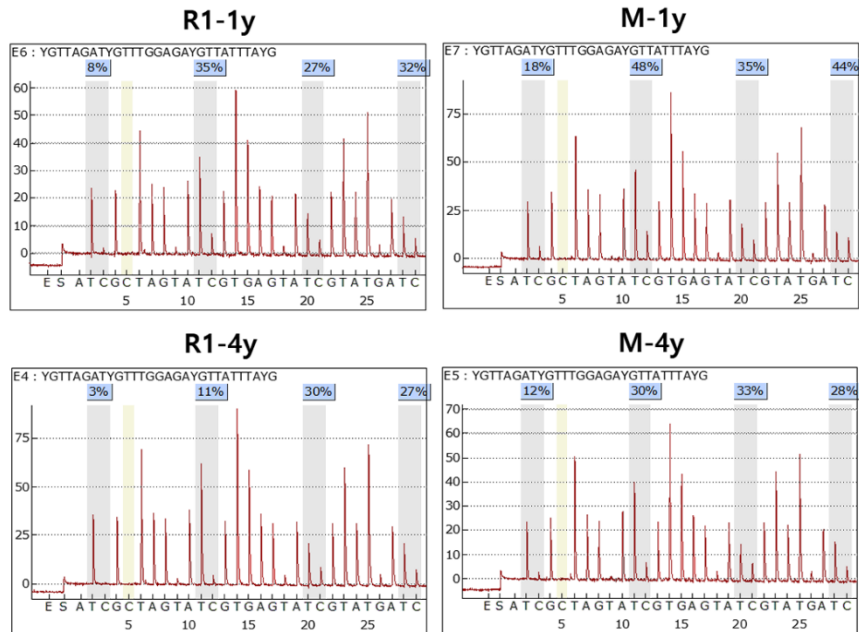 R1-1y
E6 : YGTTAGATYGTTTGGAGAYGTTATTTAYG
8% 35% 27% 32%
60
50
40
30
20
10
0
E S A T C G C T A G T A T C G T G A G T A T C G T A T G A T C
5 10 15 20 25
M-1y
E7 : YGTTAGATYGTTTGGAGAYGTTATTTAYG
18% 48% 35% 44%
75
50
25
0
E S A T C G C T A G T A T C G T G A G T A T C G T A T G A T C
5 10 15 20 25
R1-4y
E4 : YGTTAGATYGTTTGGAGAYGTTATTTAYG
3% 11% 30% 27%
75
50
25
0
E S A T C G C T A G T A T C G T G A G T A T C G T A T G A T C
5 10 15 20 25
M-4y
E5 : YGTTAGATYGTTTGGAGAYGTTATTTAYG
12% 30% 33% 28%
70
60
50
40
30
20
10
0
E S A T C G C T A G T A T C G T G A G T A T C G T A T G A T C
5 10 15 20 25